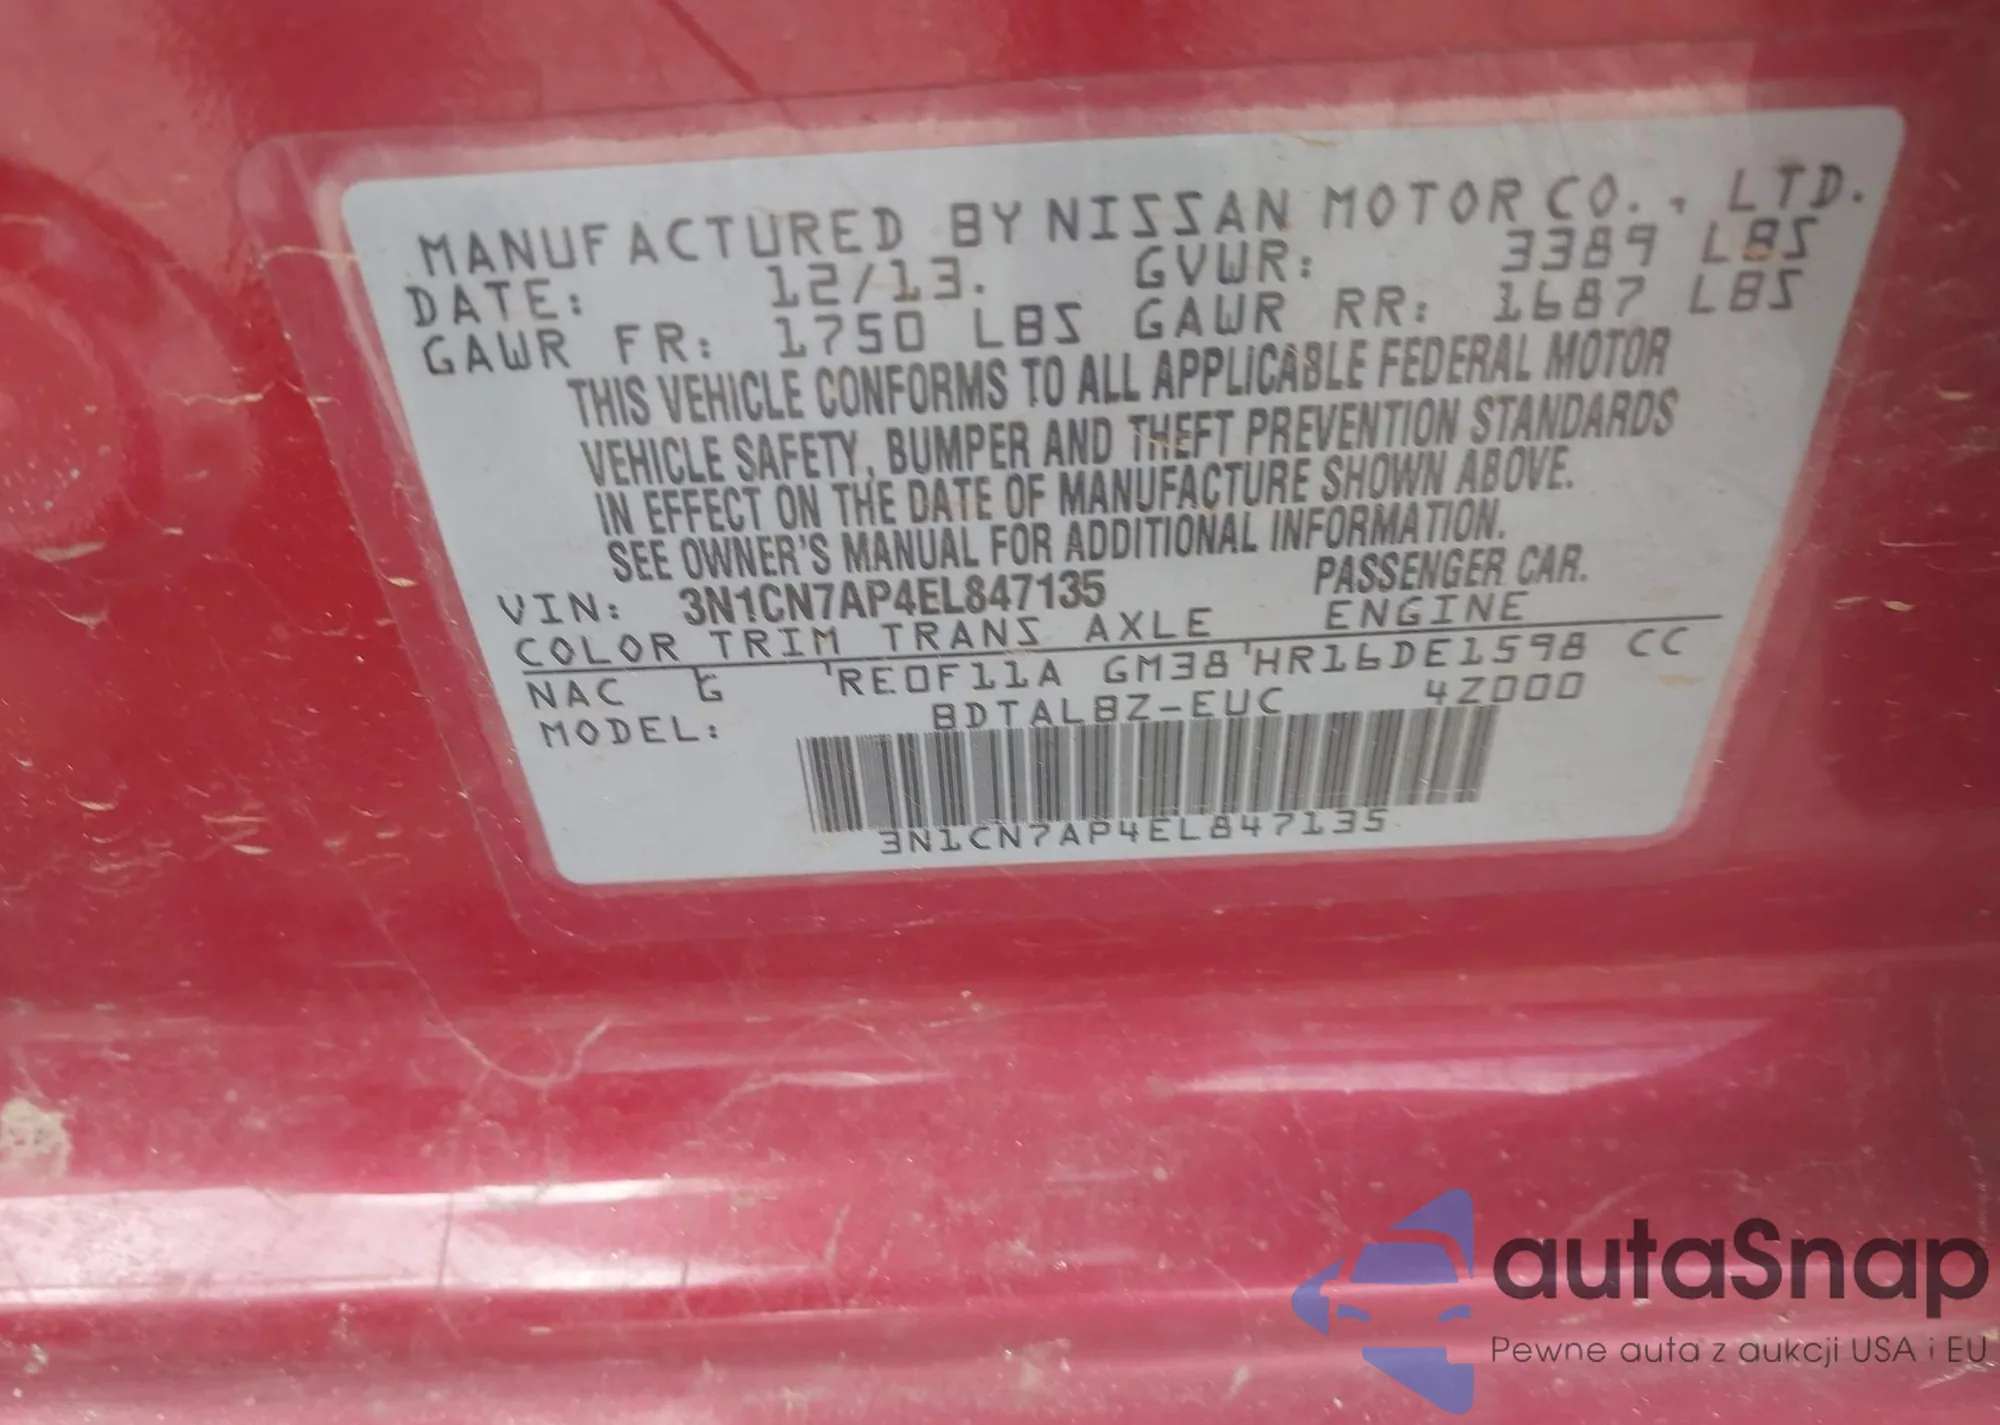 MANUFACTURED BY NISSAN MOTOR CO., LTD.
DATE: 12/13. GVWR: 3389 LBS
GAWR FR: 1750 LBS GAWR RR: 1687 LBS
THIS VEHICLE CONFORMS TO ALL APPLICABLE FEDERAL MOTOR
VEHICLE SAFETY, BUMPER AND THEFT PREVENTION STANDARDS
IN EFFECT ON THE DATE OF MANUFACTURE SHOWN ABOVE.
SEE OWNER'S MANUAL FOR ADDITIONAL INFORMATION.
VIN: 3N1CN7AP4EL847135 PASSENGER CAR.
COLOR TRIM TRANS AXLE ENGINE
NAC G RE0F11A GM38 HR16DE1598 CC
MODEL: BDTALBZ-EUC 4Z000
3N1CN7AP4EL847135
autaSnap
Pewne auta z aukcji USA i EU